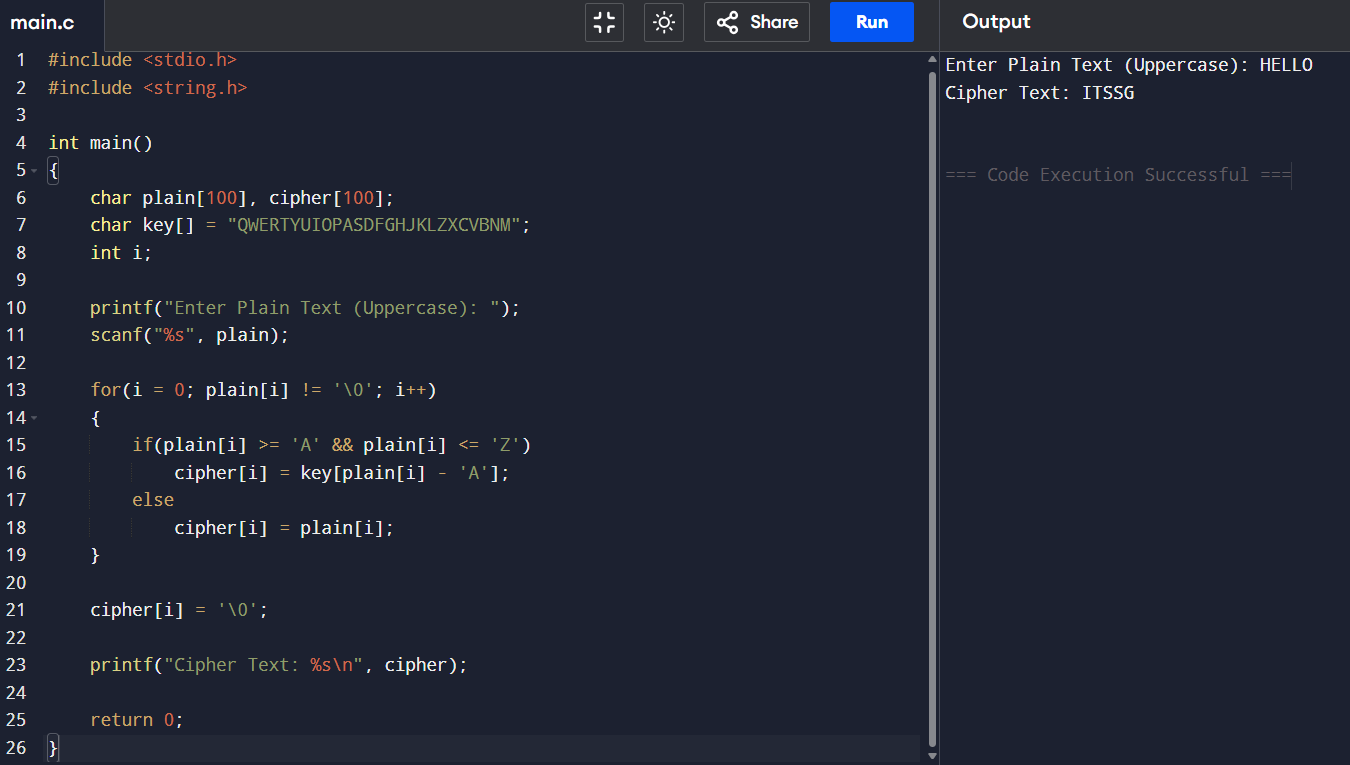 main.c
Share
Run
Output
1 #include <stdio.h>
2 #include <string.h>
3
4 int main()
5 {
6     char plain[100], cipher[100];
7     char key[] = "QWERTYUIOPASDFGHJKLZXCVBNM";
8     int i;
9
10     printf("Enter Plain Text (Uppercase): ");
11     scanf("%s", plain);
12
13     for(i = 0; plain[i] != '\0'; i++)
14     {
15         if(plain[i] >= 'A' && plain[i] <= 'Z')
16             cipher[i] = key[plain[i] - 'A'];
17         else
18             cipher[i] = plain[i];
19     }
20
21     cipher[i] = '\0';
22
23     printf("Cipher Text: %s\n", cipher);
24
25     return 0;
26 }
Enter Plain Text (Uppercase): HELLO
Cipher Text: ITSSG
=== Code Execution Successful ===